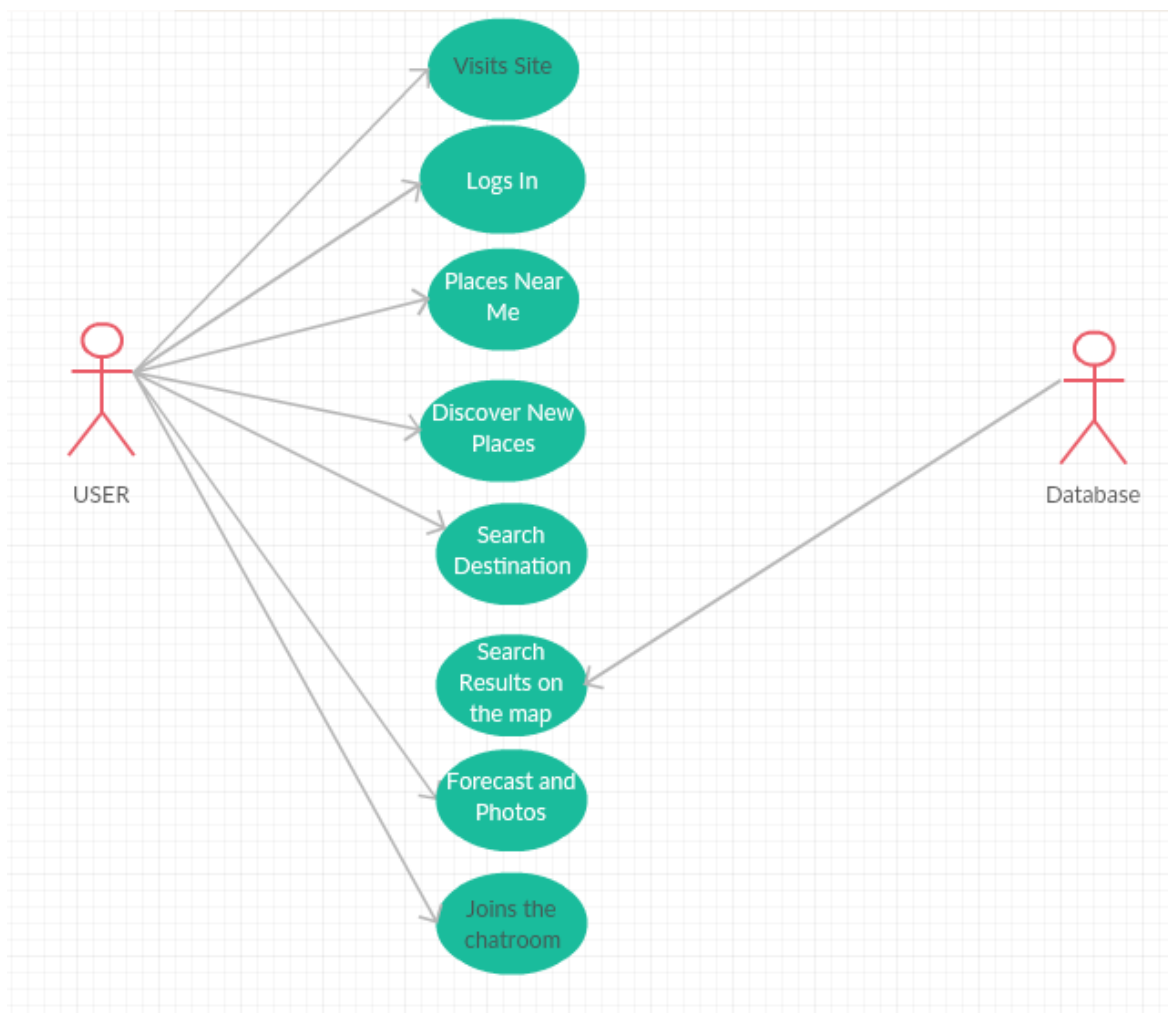 Visits Site
Logs In
Places Near
Me
Discover New
Places
USER
Database
Search
Destination
Search
Results on
the map
Forecast and
Photos
Joins the
chatroom